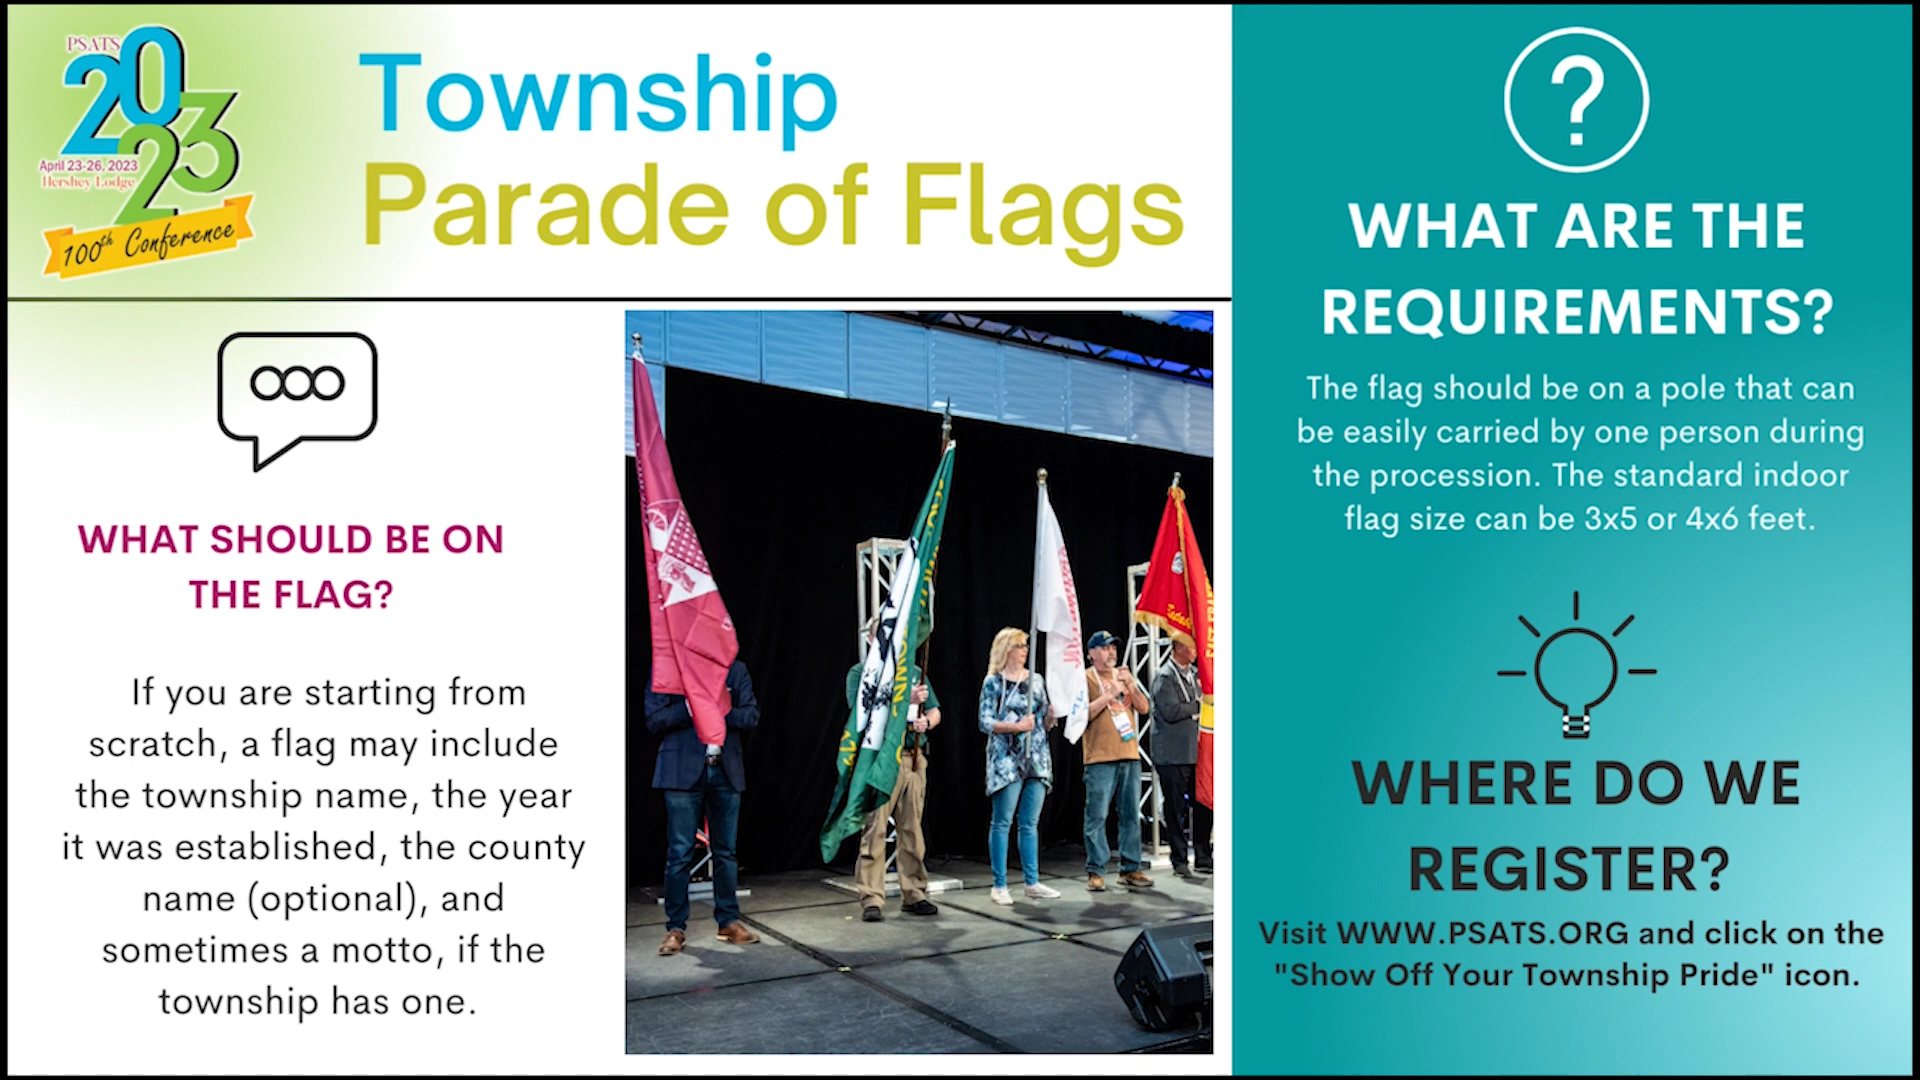 PSATS
2023
April 23-26, 2023
Hershey Lodge
100th Conference
Township
Parade of Flags
WHAT SHOULD BE ON
THE FLAG?
If you are starting from
scratch, a flag may include
the township name, the year
it was established, the county
name (optional), and
sometimes a motto, if the
township has one.
WHAT ARE THE
REQUIREMENTS?
The flag should be on a pole that can
be easily carried by one person during
the procession. The standard indoor
flag size can be 3x5 or 4x6 feet.
WHERE DO WE
REGISTER?
Visit WWW.PSATS.ORG and click on the
"Show Off Your Township Pride" icon.